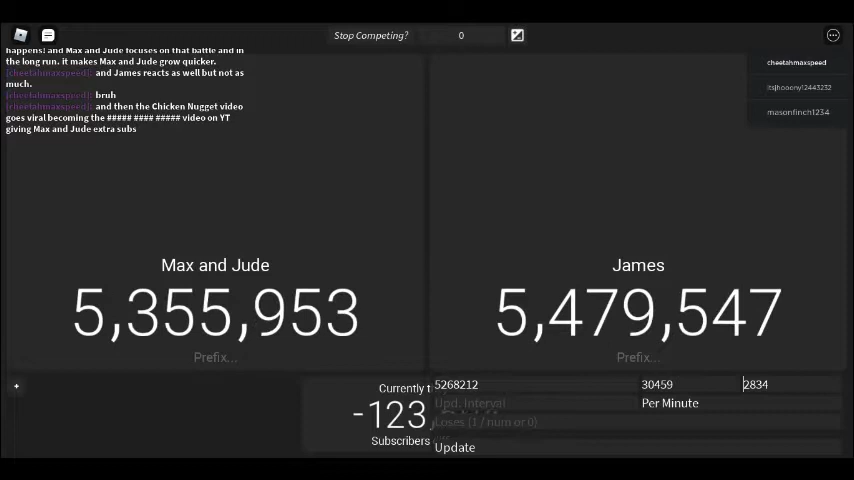 Stop Competing?
0
happens! and Max and Jude focuses on that battle and in
the long run. it makes Max and Jude grow quicker.
[cheetahmaxspeed]: and James reacts as well but not as
much.
[cheetahmaxspeed]: bruh
[cheetahmaxspeed]: and then the Chicken Nugget video
goes viral becoming the ##### #### ##### video on YT
giving Max and Jude extra subs
cheetahmaxspeed
itsjhooony12443232
masonfinch1234
Max and Jude
5,355,953
Prefix...
James
5,479,547
Prefix...
+
Currently t
-123,
Subscribers
5268212
30459
2834
Upd. Interval
Per Minute
Loses (1 / num or 0)
Update